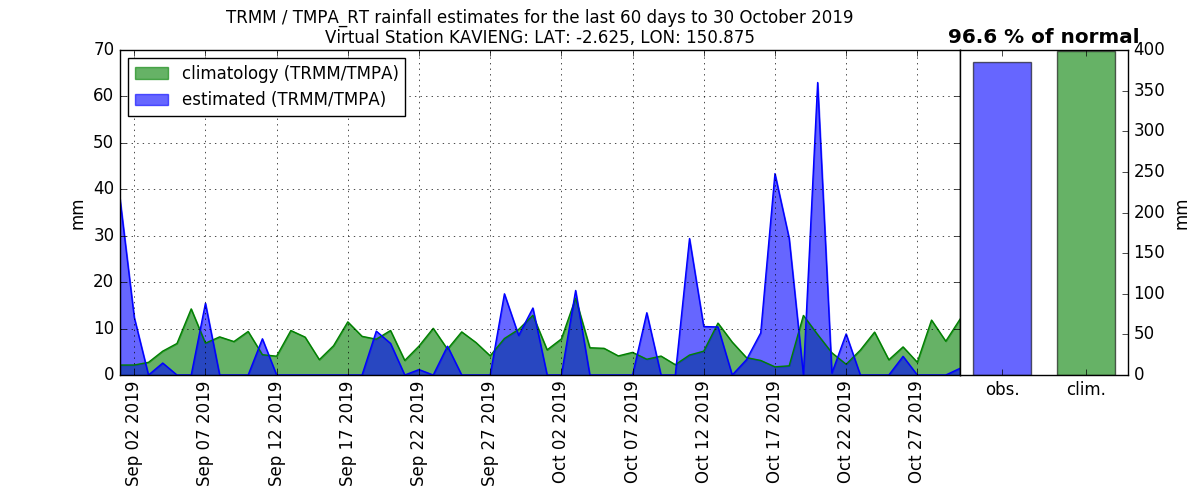 TRMM / TMPA_RT rainfall estimates for the last 60 days to 30 October 2019
Virtual Station KAVIENG: LAT: -2.625, LON: 150.875
96.6 % of normal
climatology (TRMM/TMPA)
estimated (TRMM/TMPA)
70
60
50
40
30
20
10
0
mm
Sep 02 2019
Sep 07 2019
Sep 12 2019
Sep 17 2019
Sep 22 2019
Sep 27 2019
Oct 02 2019
Oct 07 2019
Oct 12 2019
Oct 17 2019
Oct 22 2019
Oct 27 2019
obs.
clim.
400
350
300
250
200
150
100
50
0
mm